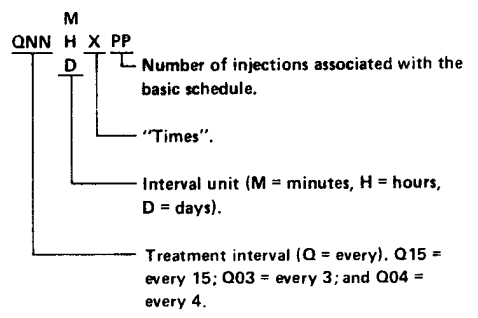 M
QNN H X PP
D
Number of injections associated with the
basic schedule.
"Times".
Interval unit (M = minutes, H = hours,
D = days).
Treatment interval (Q = every). Q15 =
every 15; Q03 = every 3; and Q04 =
every 4.